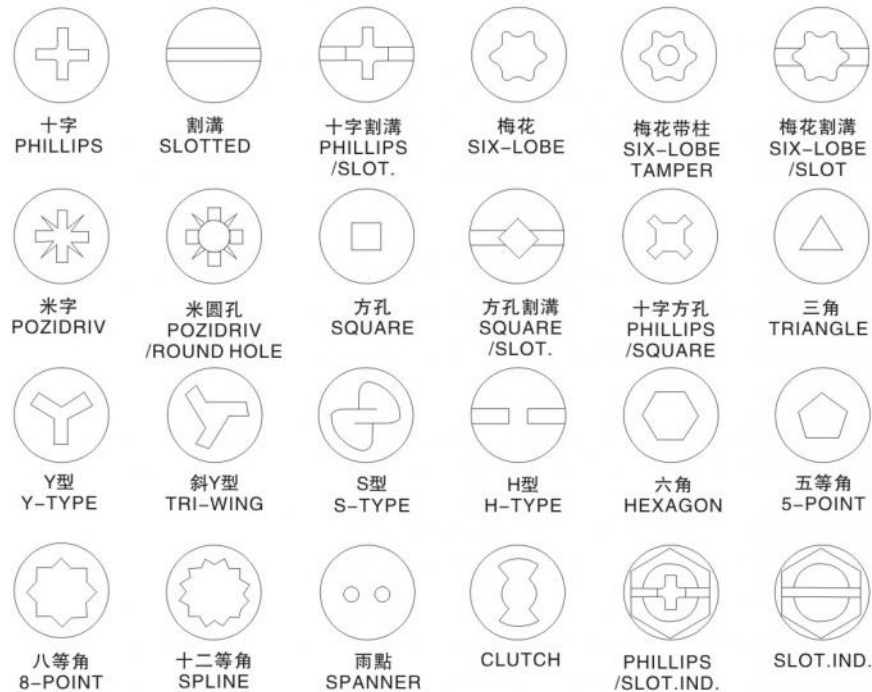 十字
PHILLIPS
割溝
SLOTTED
十字割溝
PHILLIPS
/SLOT.
梅花
SIX-LOBE
梅花带柱
SIX-LOBE
TAMPER
梅花割溝
SIX-LOBE
/SLOT
米字
POZIDRIV
米圆孔
POZIDRIV
/ROUND HOLE
方孔
SQUARE
方孔割溝
SQUARE
/SLOT.
十字方孔
PHILLIPS
/SQUARE
三角
TRIANGLE
Y型
Y-TYPE
斜Y型
TRI-WING
S型
S-TYPE
H型
H-TYPE
六角
HEXAGON
五等角
5-POINT
八等角
8-POINT
十二等角
SPLINE
雨點
SPANNER
CLUTCH
PHILLIPS
/SLOT.IND.
SLOT.IND.